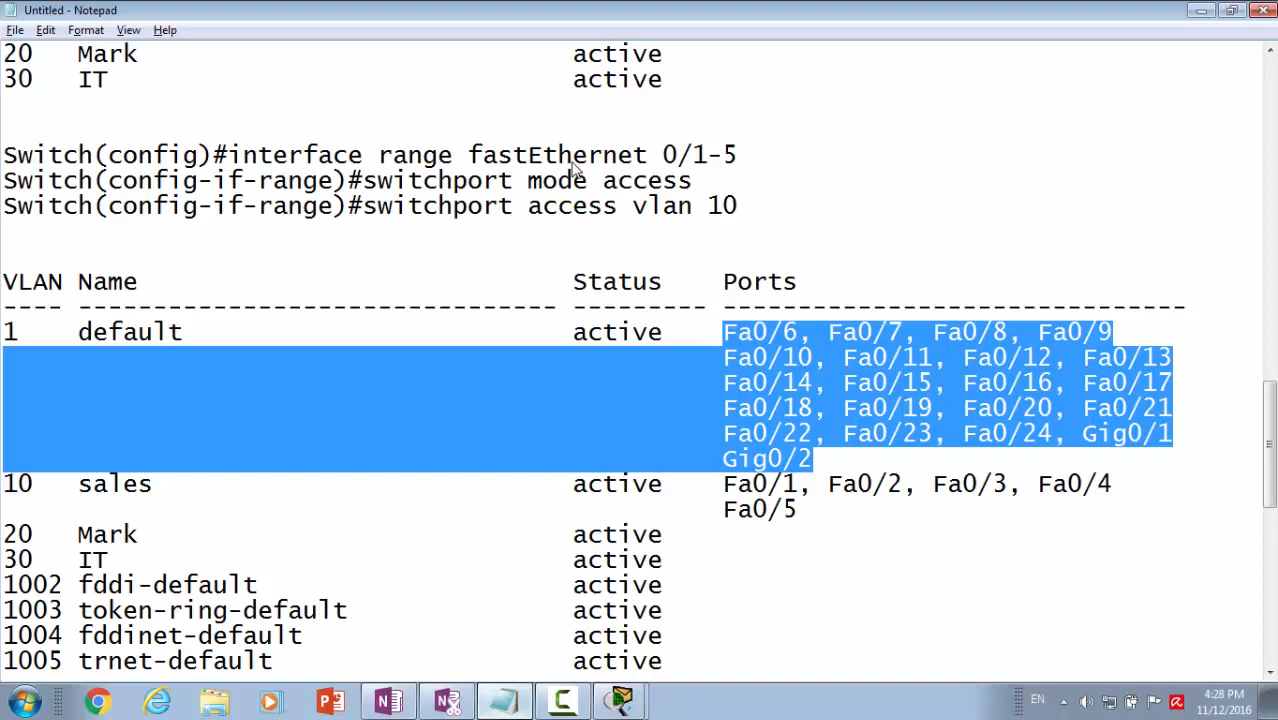 Untitled - Notepad
File Edit Format View Help
20 Mark active
30 IT active
Switch(config)#interface range fastEthernet 0/1-5
Switch(config-if-range)#switchport mode access
Switch(config-if-range)#switchport access vlan 10
VLAN Name Status Ports
---- -------------------------------- --------- -------------------------------
1 default active Fa0/6, Fa0/7, Fa0/8, Fa0/9
Fa0/10, Fa0/11, Fa0/12, Fa0/13
Fa0/14, Fa0/15, Fa0/16, Fa0/17
Fa0/18, Fa0/19, Fa0/20, Fa0/21
Fa0/22, Fa0/23, Fa0/24, Gig0/1
Gig0/2
10 sales active Fa0/1, Fa0/2, Fa0/3, Fa0/4
Fa0/5
20 Mark active
30 IT active
1002 fddi-default active
1003 token-ring-default active
1004 fddinet-default active
1005 trnet-default active
EN 4:28 PM
11/12/2016